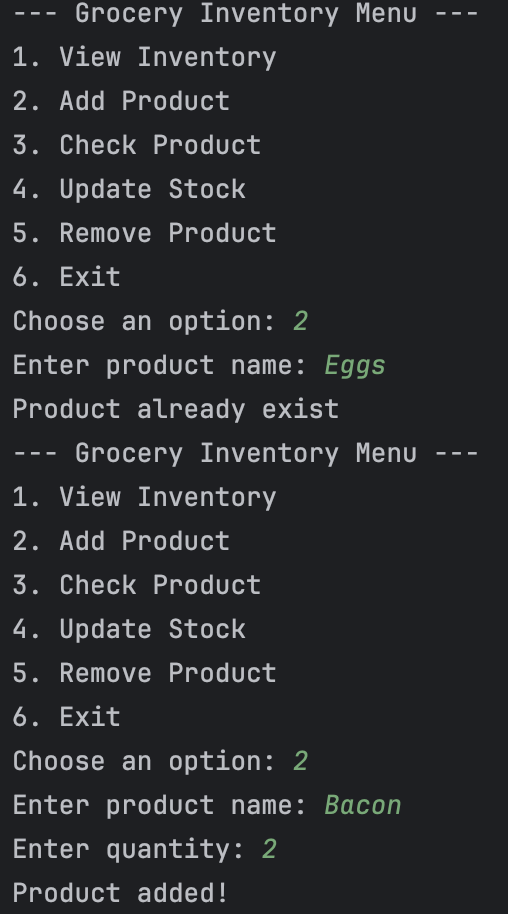 --- Grocery Inventory Menu ---
1. View Inventory
2. Add Product
3. Check Product
4. Update Stock
5. Remove Product
6. Exit
Choose an option: 2
Enter product name: Eggs
Product already exist
--- Grocery Inventory Menu ---
1. View Inventory
2. Add Product
3. Check Product
4. Update Stock
5. Remove Product
6. Exit
Choose an option: 2
Enter product name: Bacon
Enter quantity: 2
Product added!